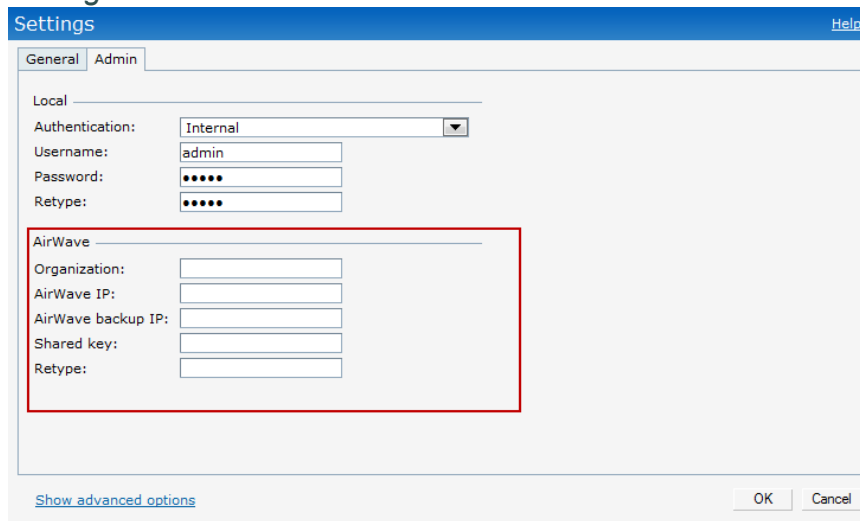 Settings
Help
General Admin
Local
Authentication: Internal
Username: admin
Password: •••••
Retype: •••••
AirWave
Organization:
AirWave IP:
AirWave backup IP:
Shared key:
Retype:
Show advanced options
OK Cancel